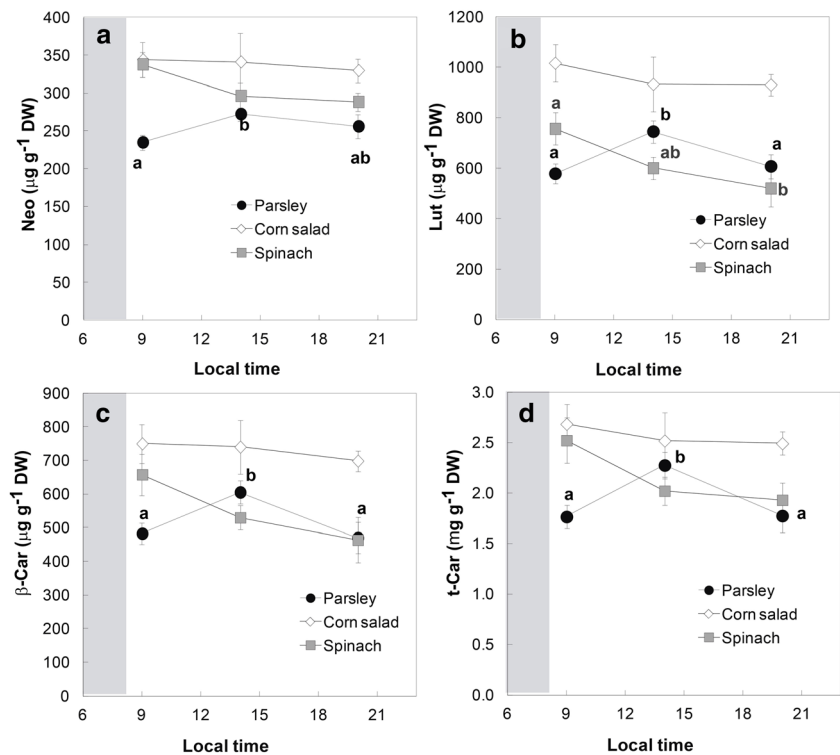 a
Neo (µg g-1 DW)
400
350
300
250
200
150
100
50
0
a
b
ab
Parsley
Corn salad
Spinach
6
9
12
15
18
21
Local time
b
Lut (µg g-1 DW)
1200
1000
800
600
400
200
0
a
a
b
ab
a
b
Parsley
Corn salad
Spinach
6
9
12
15
18
21
Local time
c
β-Car (µg g-1 DW)
900
800
700
600
500
400
300
200
100
0
a
b
a
Parsley
Corn salad
Spinach
6
9
12
15
18
21
Local time
d
t-Car (mg g-1 DW)
3.0
2.5
2.0
1.5
1.0
0.5
0.0
a
b
a
Parsley
Corn salad
Spinach
6
9
12
15
18
21
Local time